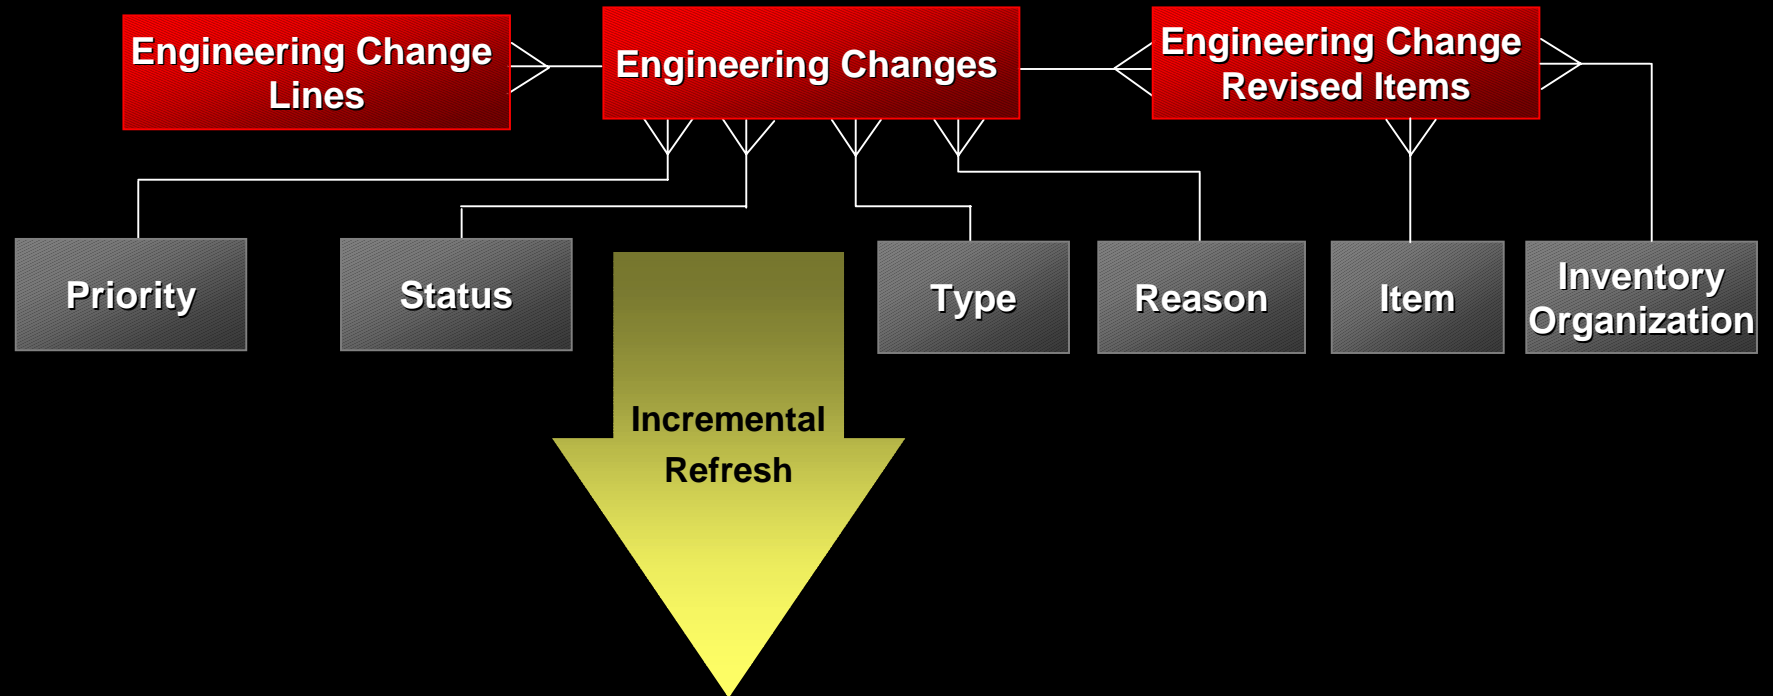 Engineering Change
Lines
Engineering Changes
Engineering Change
Revised Items
Priority
Status
Type
Reason
Item
Inventory
Organization
Incremental
Refresh